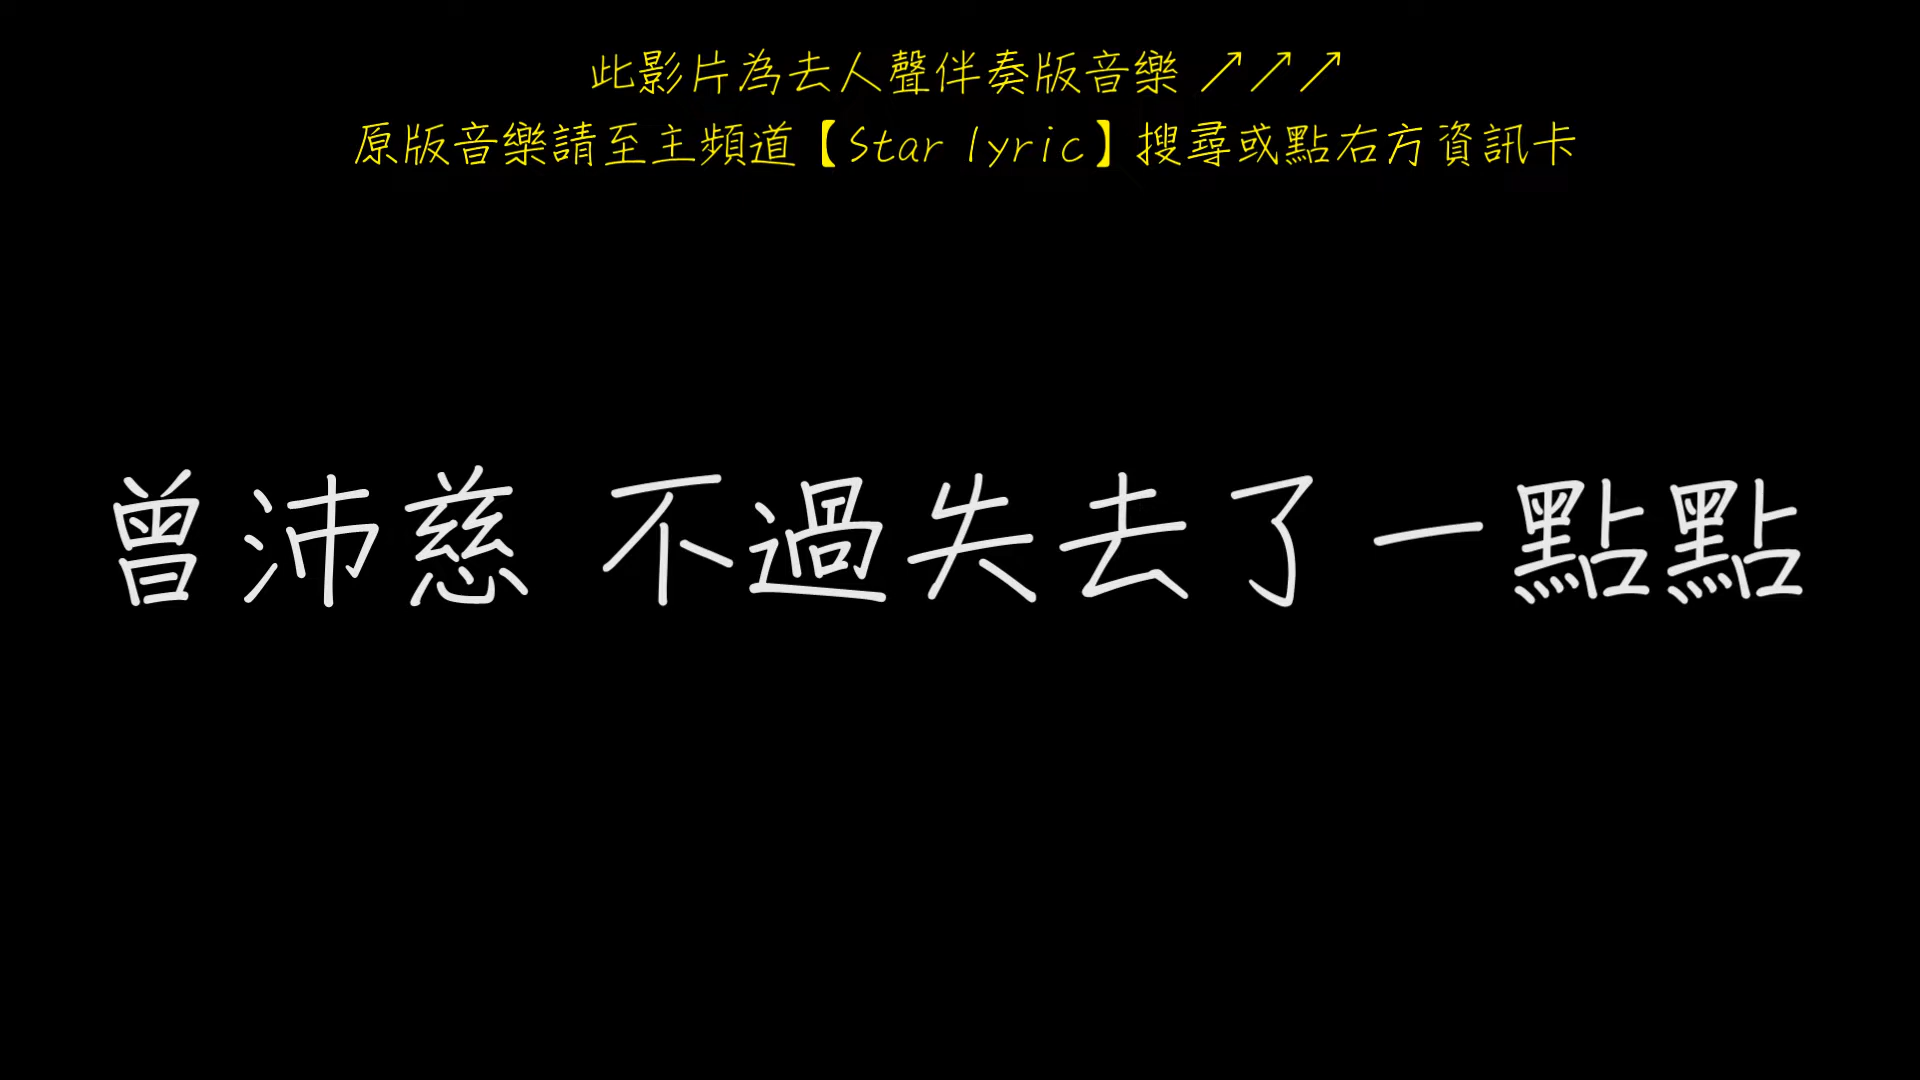 此影片為去人聲伴奏版音樂 ↗↗↗
原版音樂請至主頻道【Star lyric】搜尋或點右方資訊卡
曾沛慈 不過失去了一點點